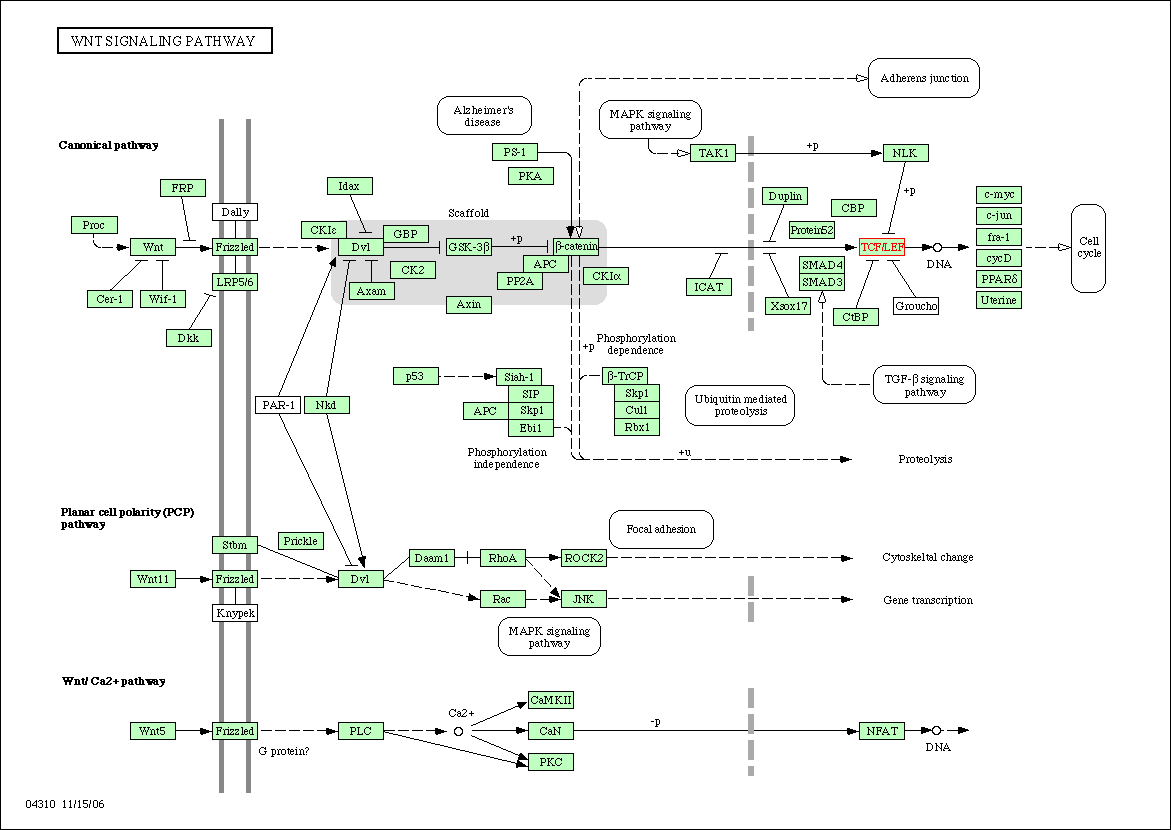 WNT SIGNALING PATHWAY
Adherens junction
Alzheimer's
disease
MAPK signaling
pathway
Canonical pathway
PS-1
TAK1
+p
NLK
PKA
FRP
Idax
+p
Duplin
c-myc
Dally
Scaffold
CBP
c-jun
Proc
CKIε
GBP
Protein52
fra-1
Wnt
Frizzled
Dvl
GSK-3β
+p
β-catenin
TCF/LEF
DNA
Cell
cycle
cycD
APC
SMAD4
CK2
CKIα
PP2A
SMAD3
PPARδ
LRP5/6
ICAT
Axam
Cer-1
Wif-1
Axin
Xsox17
Groucho
Uterine
CtBP
Dkk
+p
Phosphorylation
dependence
p53
Siah-1
β-TrCP
TGF-β signaling
pathway
SIP
Skp1
Ubiquitin mediated
proteolysis
PAR-1
Nkd
APC
Skp1
Cul1
Ebi1
Rbx1
Phosphorylation
independence
+u
Proteolysis
Planar cell polarity (PCP)
pathway
Focal adhesion
Stbm
Prickle
Daam1
RhoA
ROCK2
Cytoskeltal change
Wnt11
Frizzled
Dvl
Rac
JNK
Gene transcription
Knypek
MAPK signaling
pathway
Wnt/ Ca2+ pathway
CaMKII
Ca2+
-p
Wnt5
Frizzled
PLC
CaN
NFAT
DNA
G protein?
PKC
04310 11/15/06